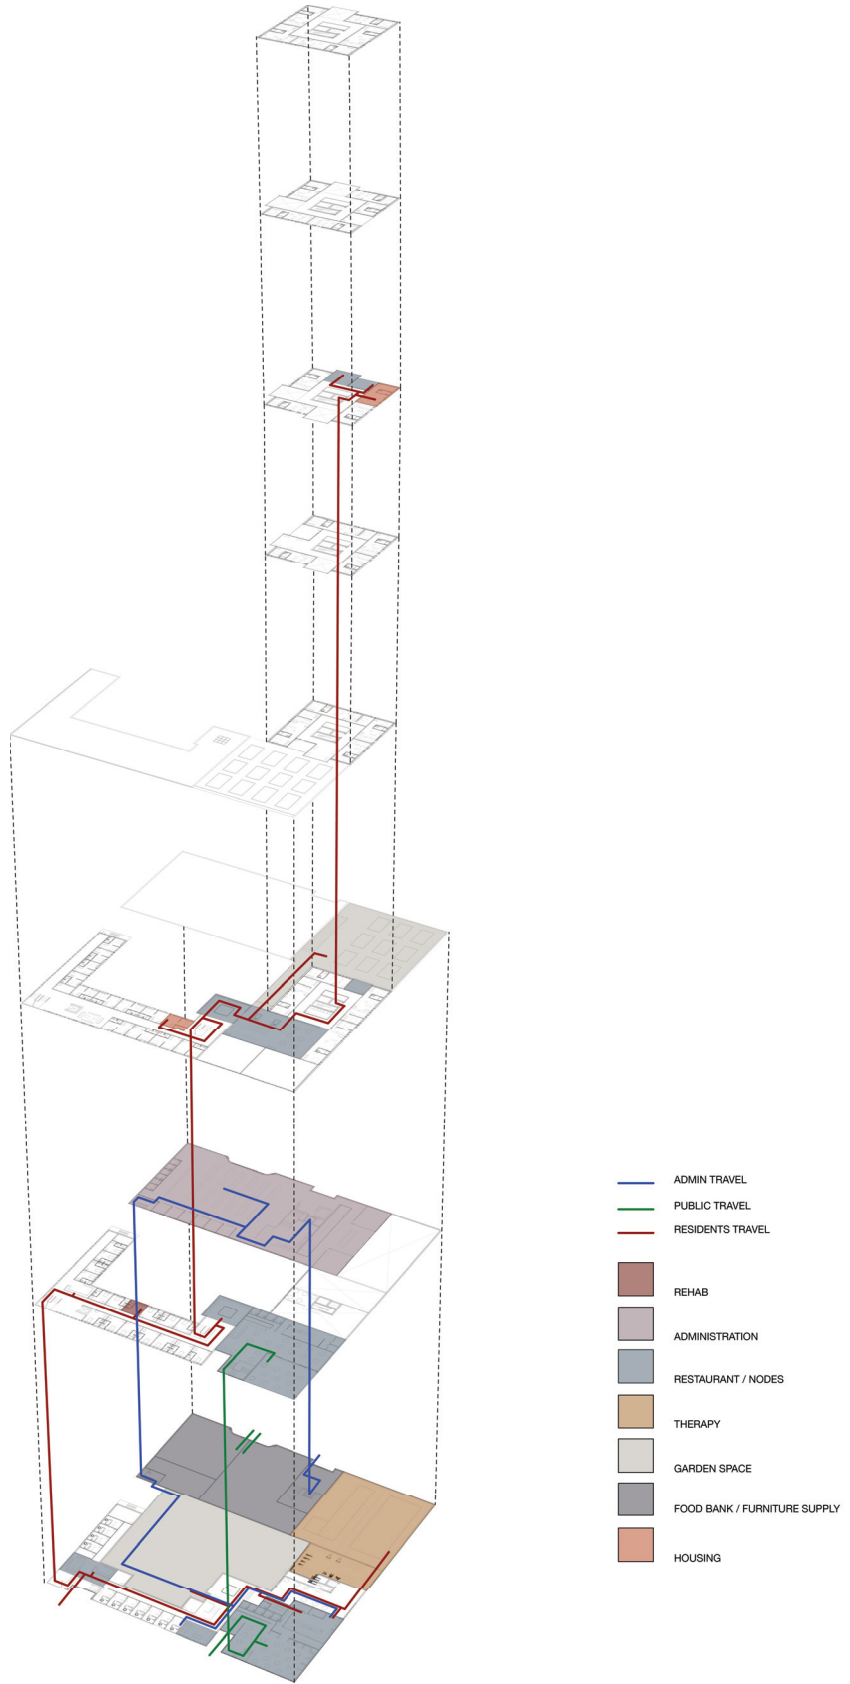 ADMIN TRAVEL
PUBLIC TRAVEL
RESIDENTS TRAVEL
REHAB
ADMINISTRATION
RESTAURANT / NODES
THERAPY
GARDEN SPACE
FOOD BANK / FURNITURE SUPPLY
HOUSING